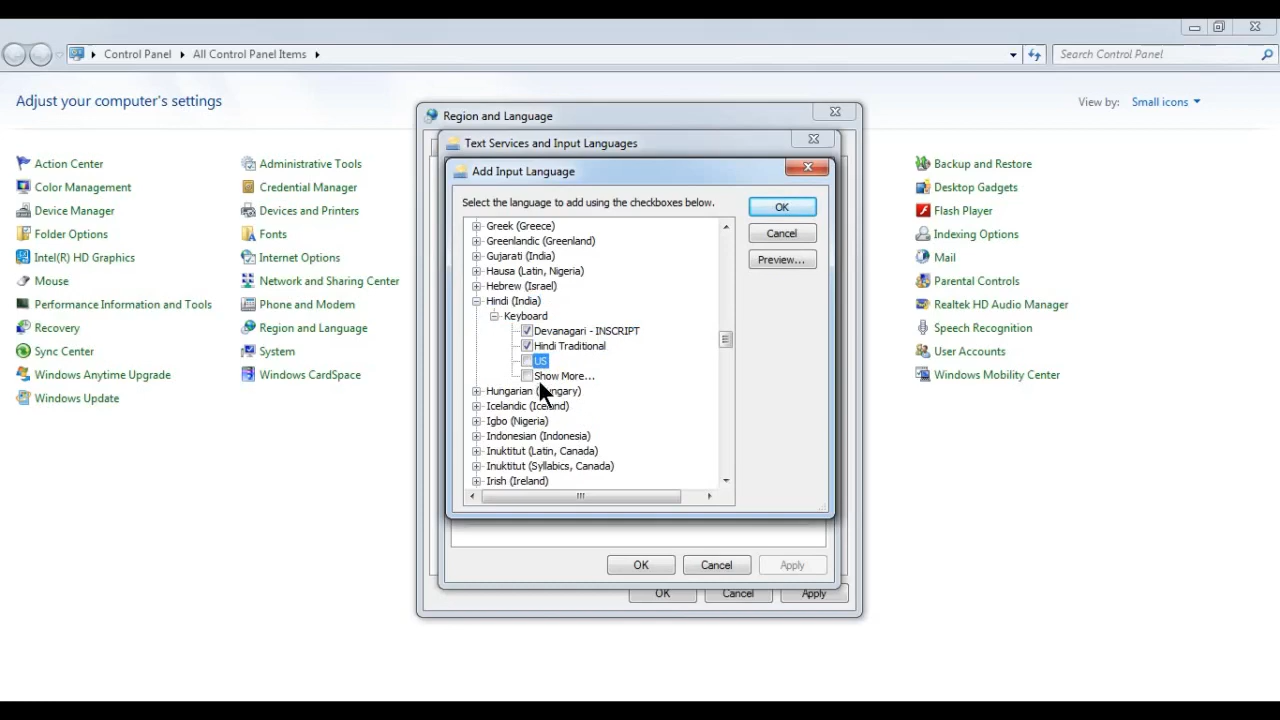 Control Panel
All Control Panel Items
Search Control Panel
Adjust your computer's settings
View by:
Small icons
Action Center
Color Management
Device Manager
Folder Options
Intel(R) HD Graphics
Mouse
Performance Information and Tools
Recovery
Sync Center
Windows Anytime Upgrade
Windows Update
Administrative Tools
Credential Manager
Devices and Printers
Fonts
Internet Options
Network and Sharing Center
Phone and Modem
Region and Language
System
Windows CardSpace
Region and Language
Text Services and Input Languages
Add Input Language
Select the language to add using the checkboxes below.
Greek (Greece)
Greenlandic (Greenland)
Gujarati (India)
Hausa (Latin, Nigeria)
Hebrew (Israel)
Hindi (India)
Keyboard
Devanagari - INSCRIPT
Hindi Traditional
US
Show More...
Hungarian (Hungary)
Icelandic (Iceland)
Igbo (Nigeria)
Indonesian (Indonesia)
Inuktitut (Latin, Canada)
Inuktitut (Syllabics, Canada)
Irish (Ireland)
OK
Cancel
Preview...
OK
Cancel
Apply
OK
Cancel
Apply
Backup and Restore
Desktop Gadgets
Flash Player
Indexing Options
Mail
Parental Controls
Realtek HD Audio Manager
Speech Recognition
User Accounts
Windows Mobility Center